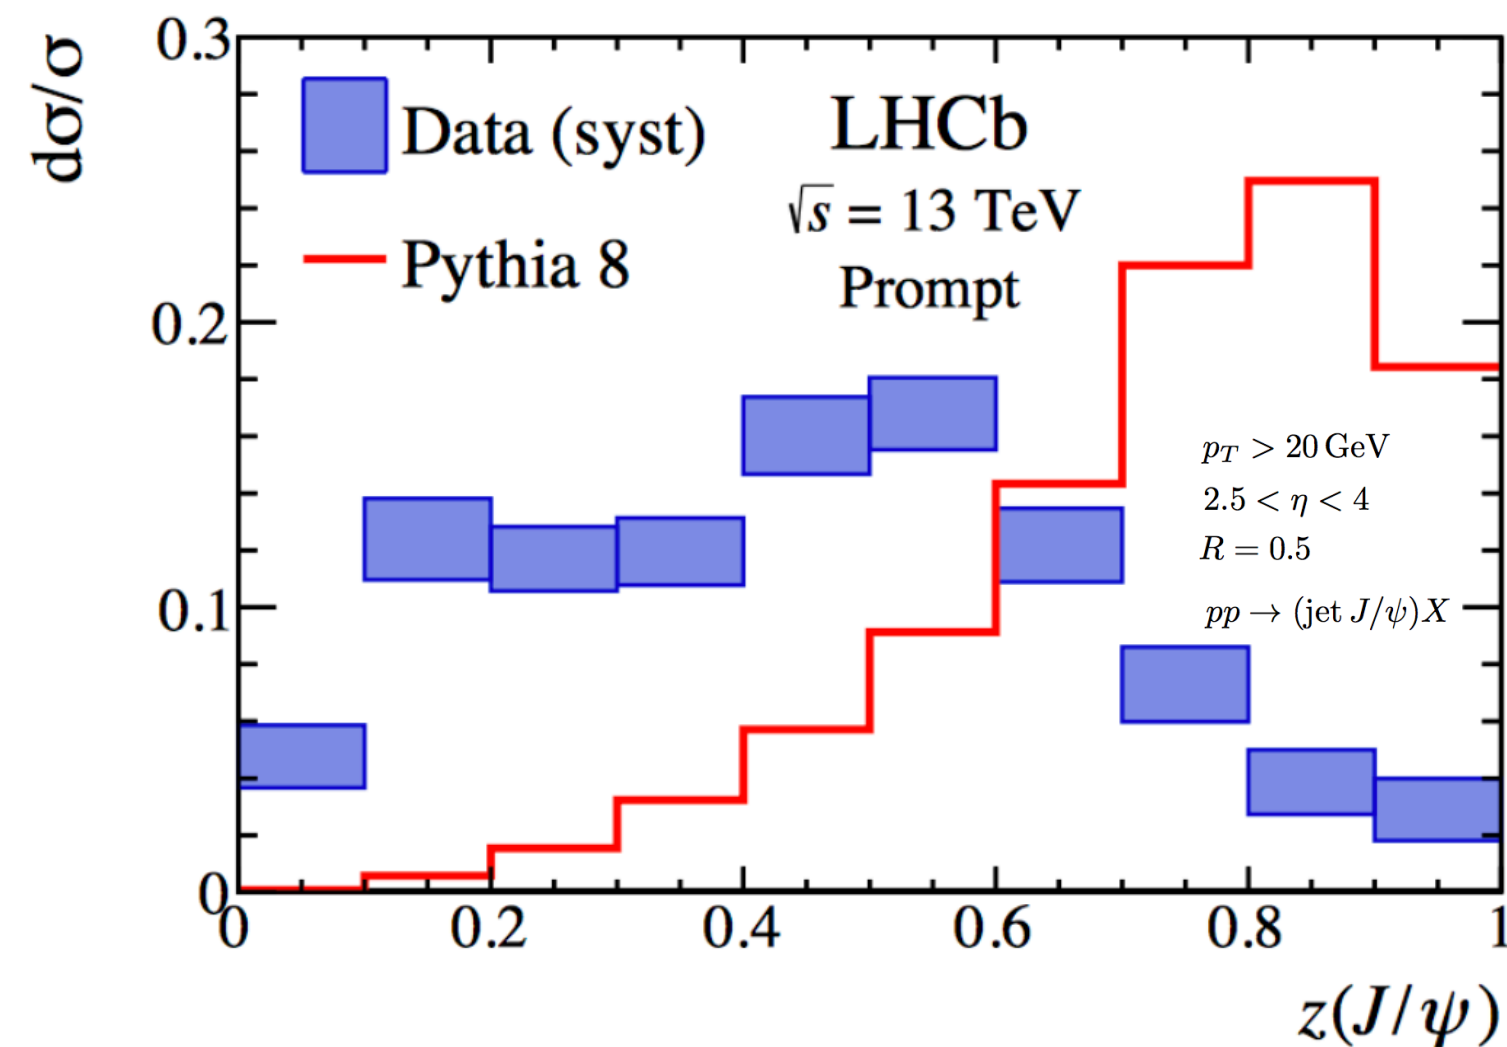 dσ/σ
0.3
0.2
0.1
0
Data (syst)
Pythia 8
LHCb
√s = 13 TeV
Prompt
p_T > 20 GeV
2.5 < η < 4
R = 0.5
pp → (jet J/ψ)X
0 0.2 0.4 0.6 0.8 1
z(J/ψ)